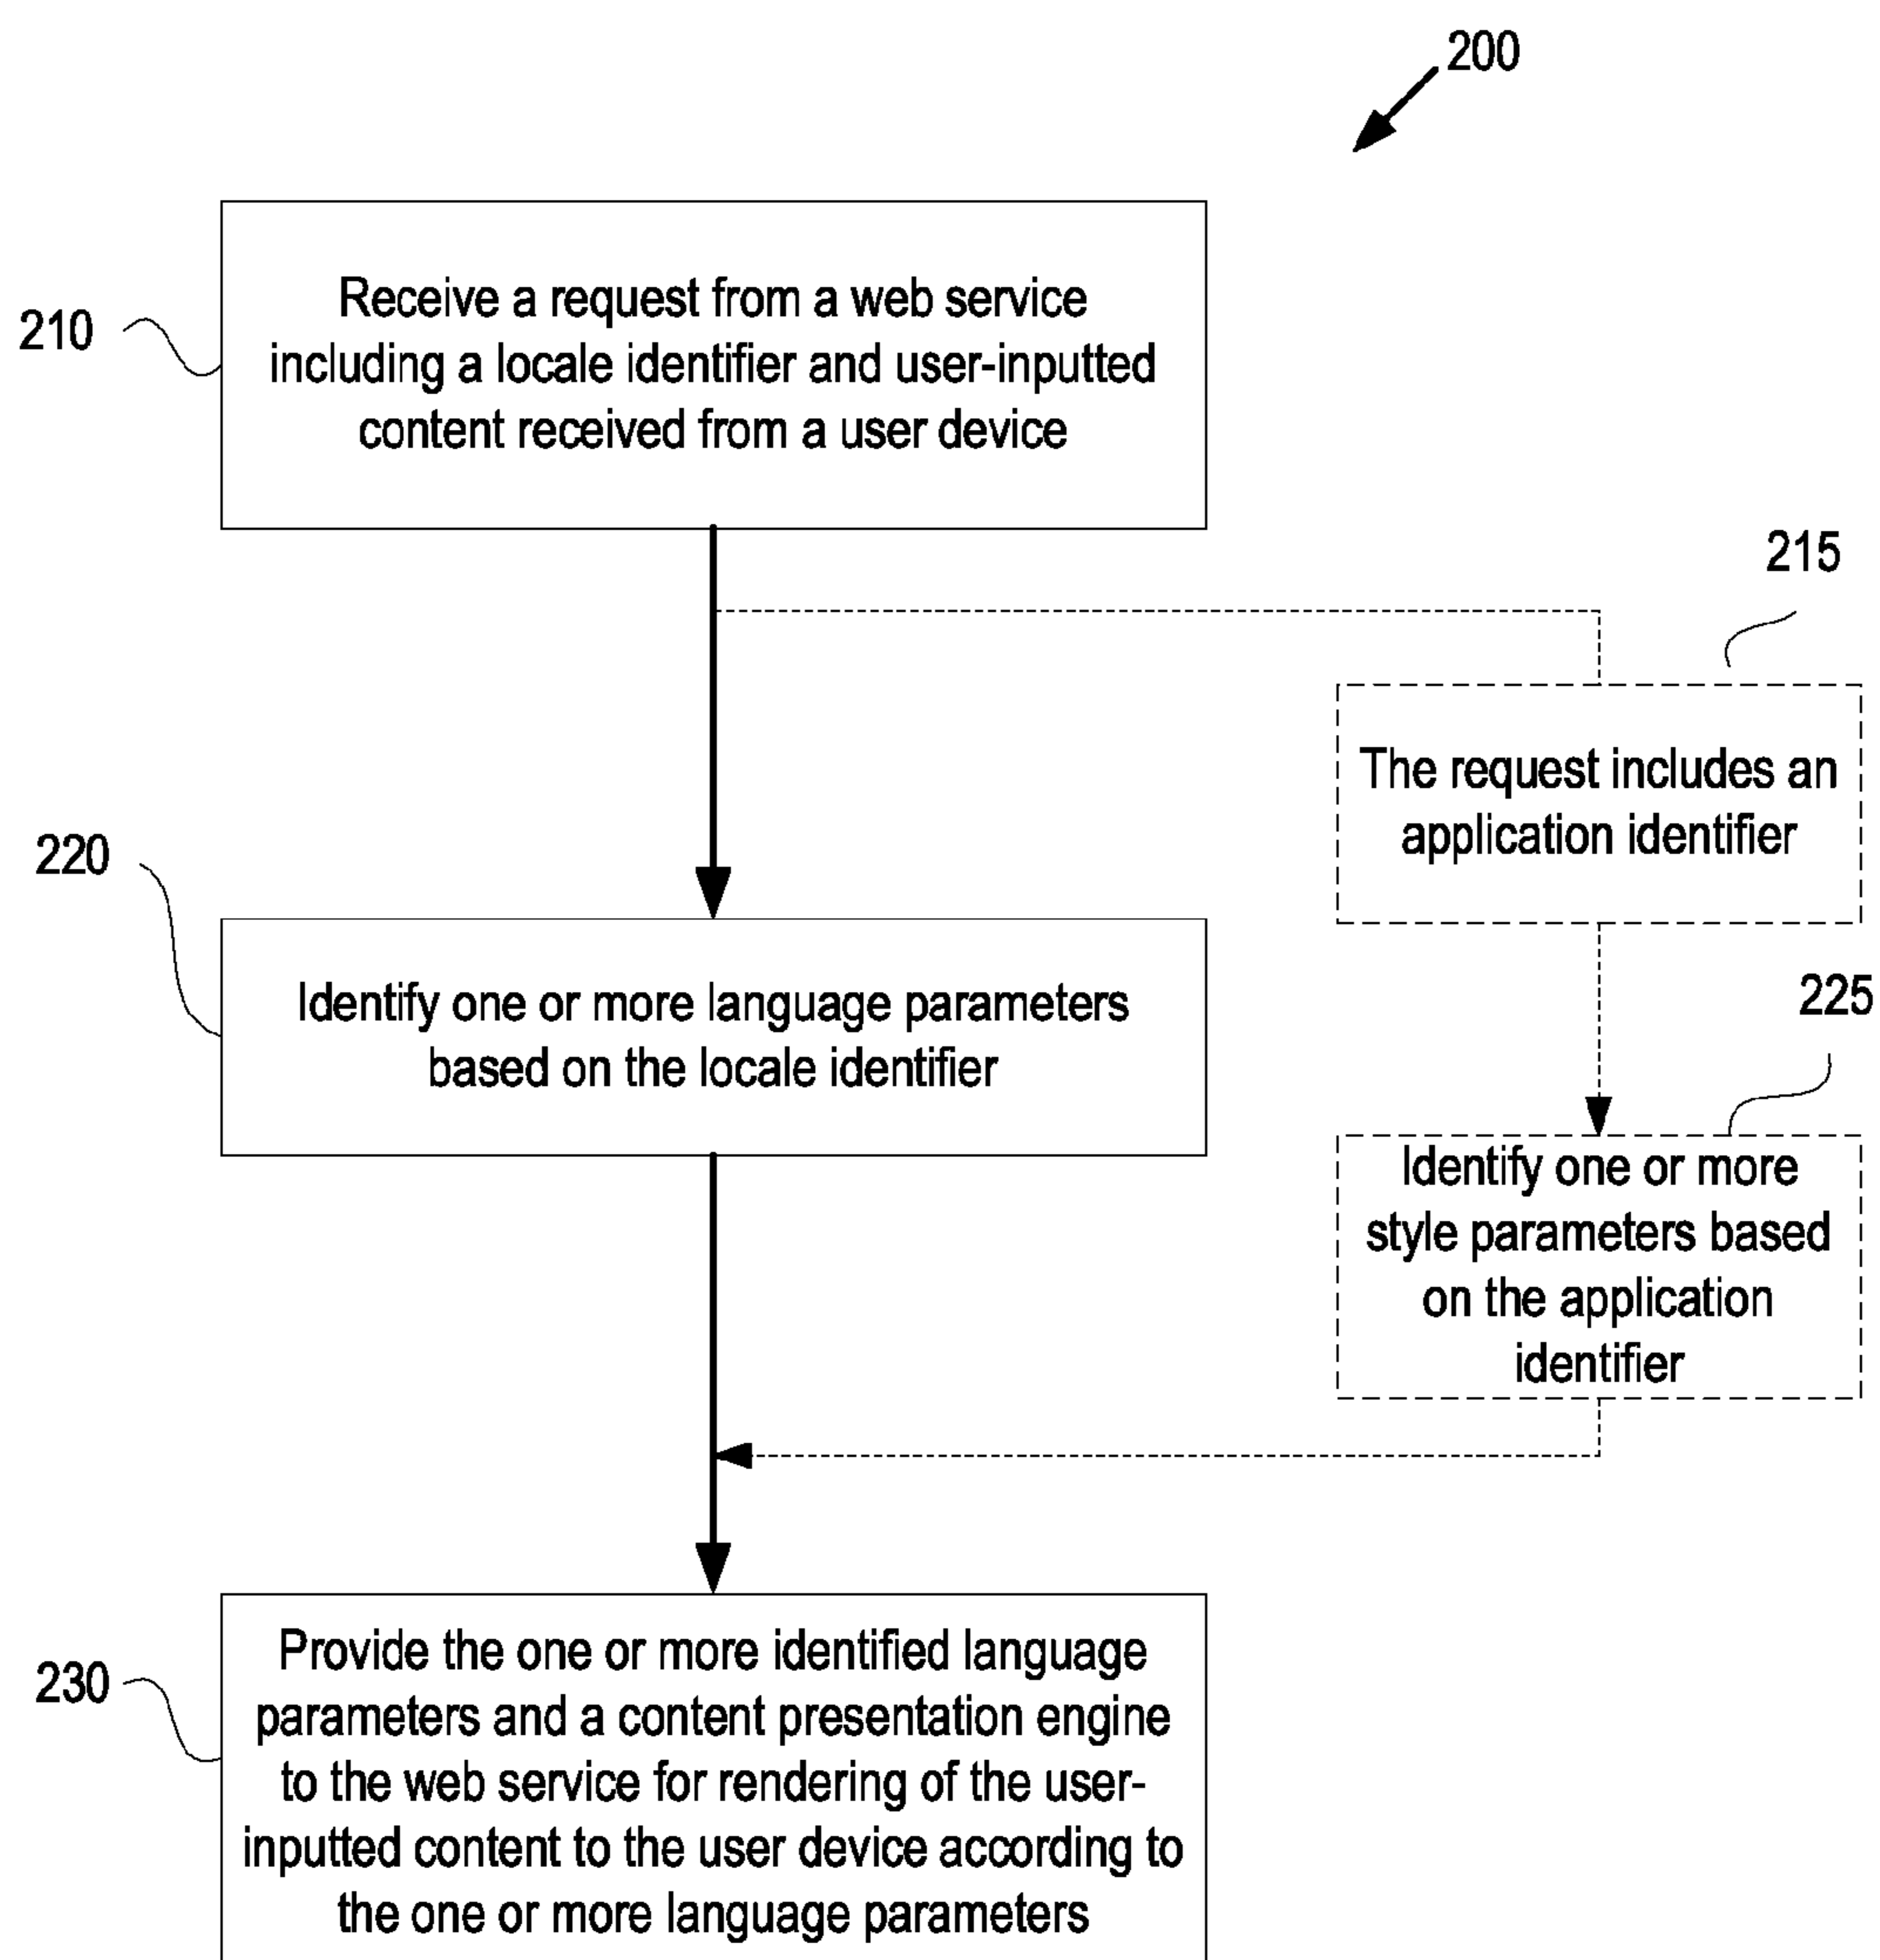 200
210
Receive a request from a web service
including a locale identifier and user-inputted
content received from a user device
215
The request includes an
application identifier
220
Identify one or more language parameters
based on the locale identifier
225
Identify one or more
style parameters based
on the application
identifier
230
Provide the one or more identified language
parameters and a content presentation engine
to the web service for rendering of the user-
inputted content to the user device according to
the one or more language parameters